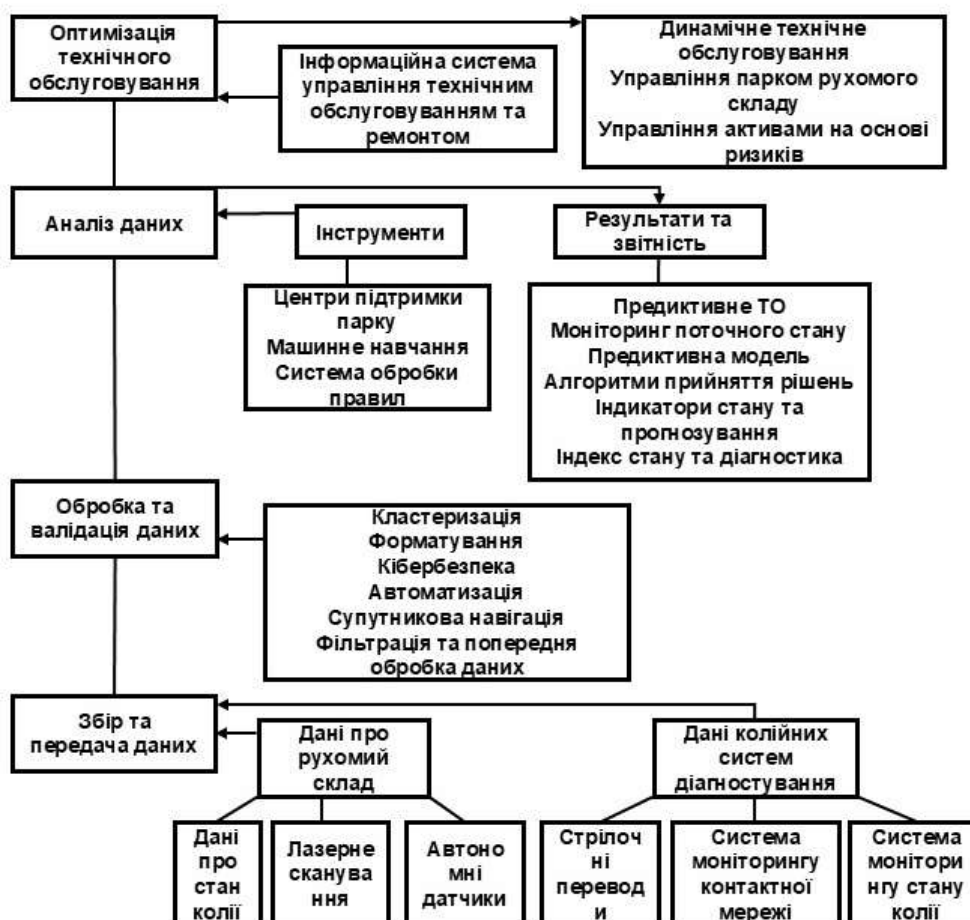 Оптимізація
технічного
обслуговування
Інформаційна система
управління технічним
обслуговуванням та
ремонтом
Динамічне технічне
обслуговування
Управління парком рухомого
складу
Управління активами на основі
ризиків
Аналіз даних
Інструменти
Результати та
звітність
Центри підтримки
парку
Машинне навчання
Система обробки
правил
Предиктивне ТО
Моніторинг поточного стану
Предиктивна модель
Алгоритми прийняття рішень
Індикатори стану та
прогнозування
Індекс стану та діагностика
Обробка та
валідація даних
Кластеризація
Форматування
Кібербезпека
Автоматизація
Супутникова навігація
Фільтрація та попередня
обробка даних
Збір та
передача даних
Дані про
рухомий
склад
Дані колійних
систем
діагностування
Дані
про
стан
колії
Лазерне
сканува
ння
Автоно
мні
датчики
Стрілоч
ні
перевод
и
Система
моніторингу
контактної
мережі
Система
монітори
нгу стану
колії